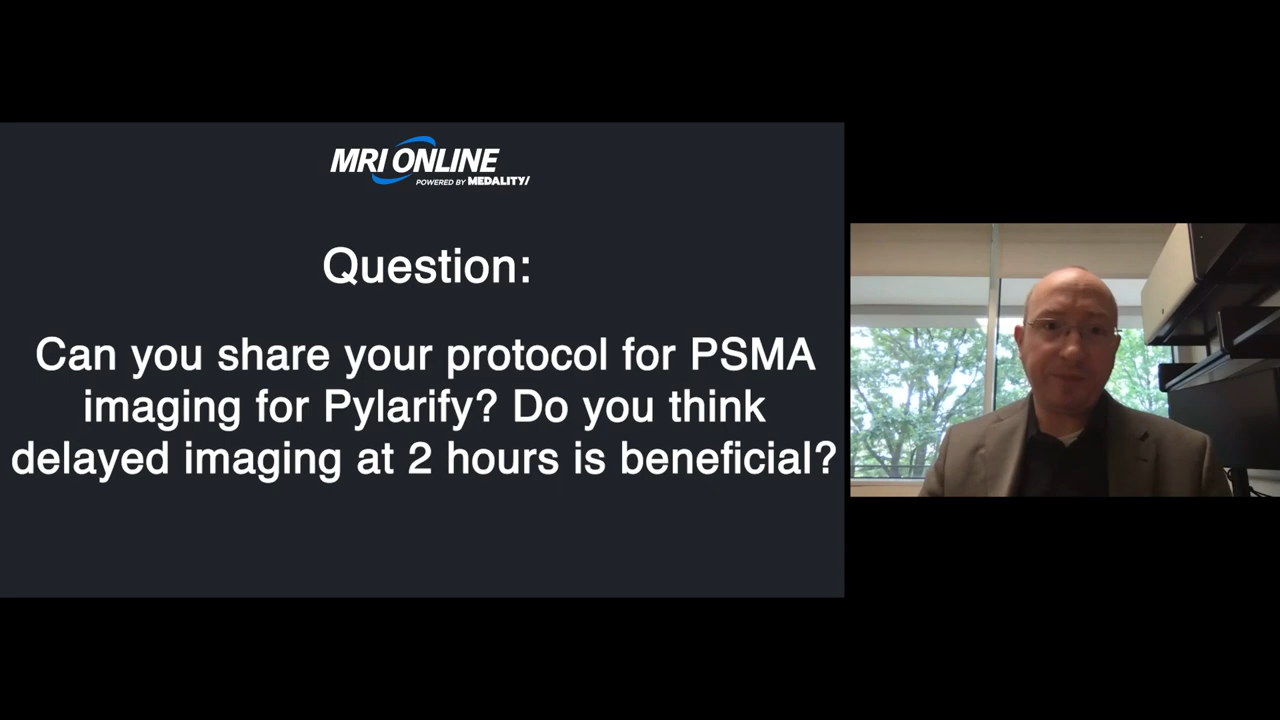 MRI ONLINE
POWERED BY MEDALITY/
Question:
Can you share your protocol for PSMA
imaging for Pylarify? Do you think
delayed imaging at 2 hours is beneficial?